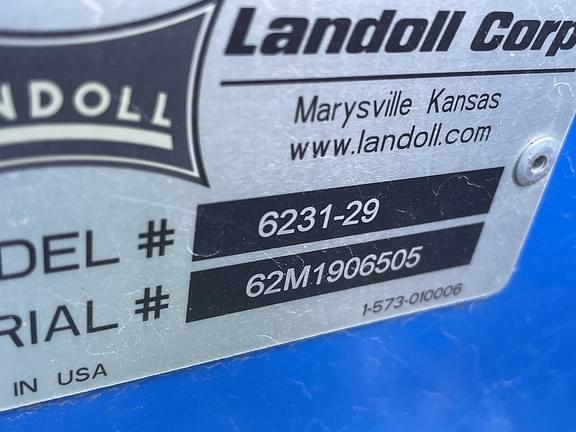 NDOLL
Landoll Corp
Marysville Kansas
www.landoll.com
DEL # 6231-29
RIAL # 62M1906505
1-573-010006
IN USA